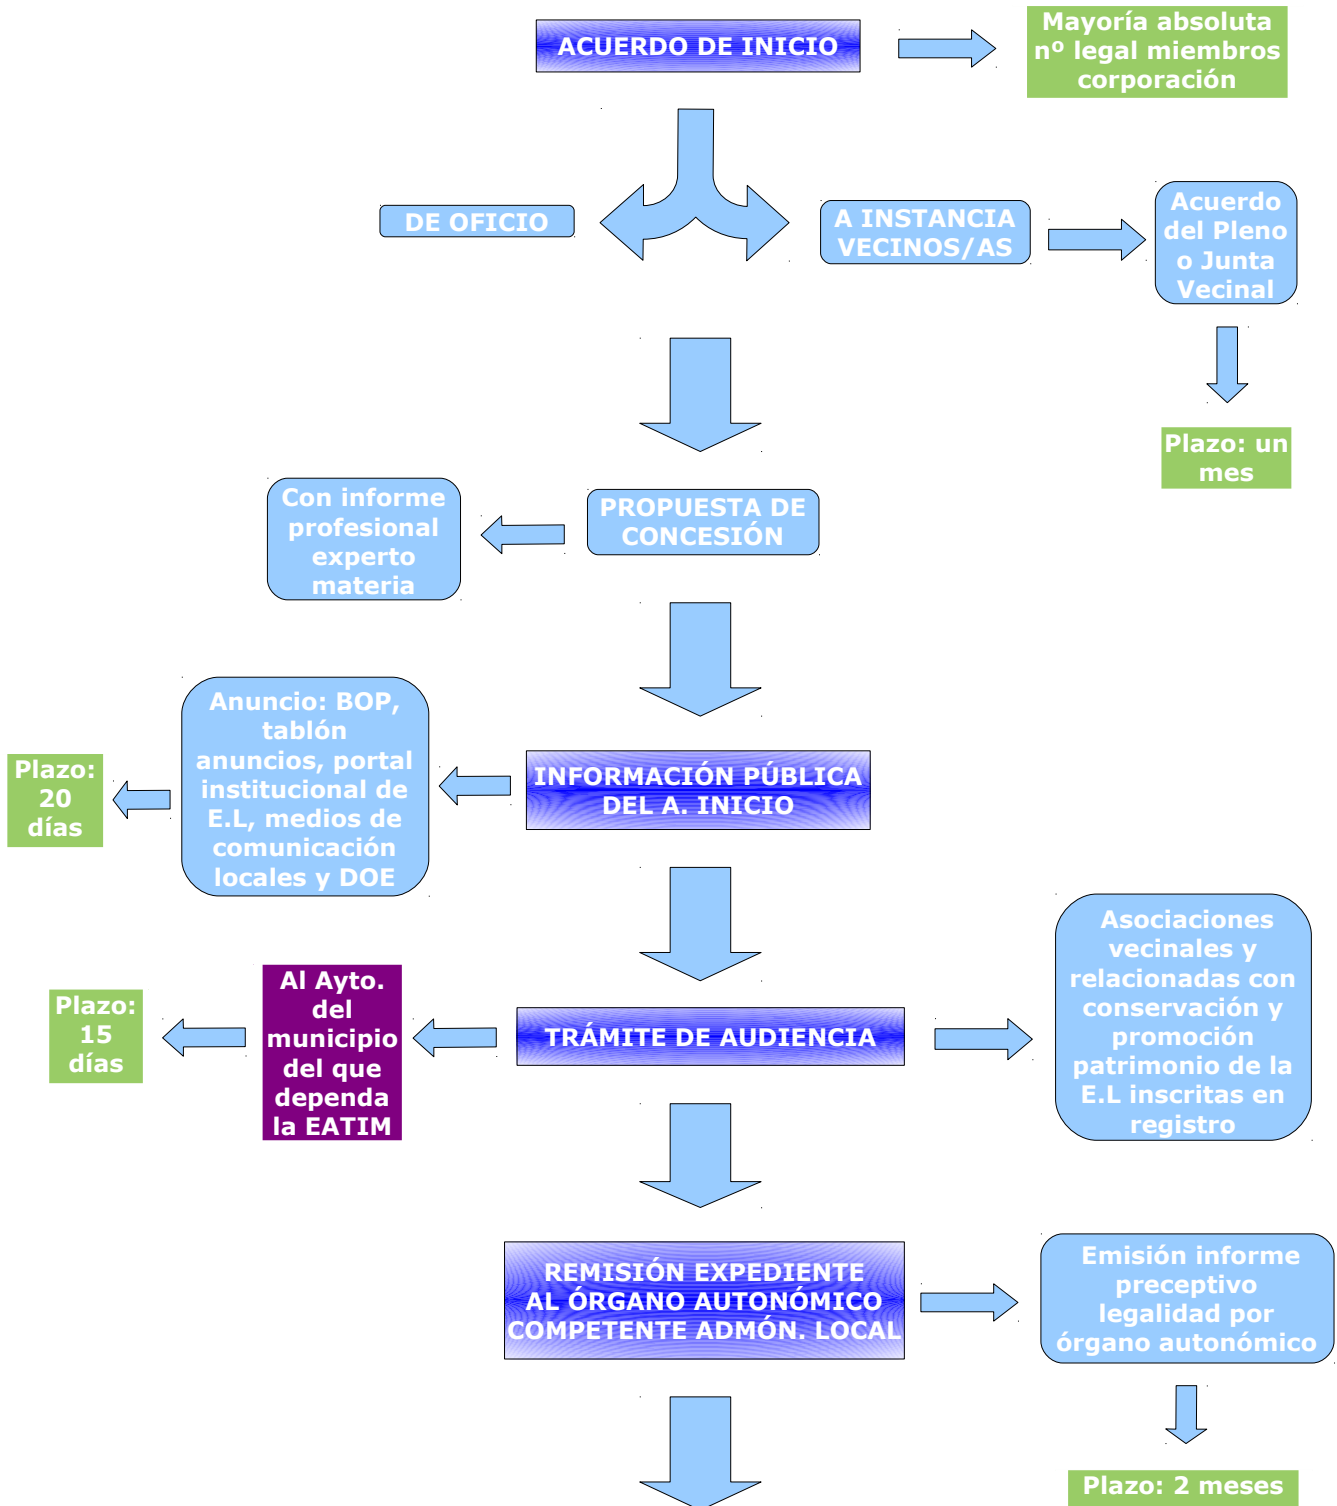 ACUERDO DE INICIO
Mayoría absoluta
nº legal miembros
corporación
DE OFICIO
A INSTANCIA
VECINOS/AS
Acuerdo
del Pleno
o Junta
Vecinal
Plazo: un
mes
Con informe
profesional
experto
materia
PROPUESTA DE
CONCESIÓN
Anuncio: BOP,
tablón
anuncios, portal
institucional de
E.L, medios de
comunicación
locales y DOE
Plazo:
20
días
INFORMACIÓN PÚBLICA
DEL A. INICIO
Plazo:
15
días
Al Ayto.
del
municipio
del que
dependa
la EATIM
TRÁMITE DE AUDIENCIA
Asociaciones
vecinales y
relacionadas con
conservación y
promoción
patrimonio de la
E.L inscritas en
registro
REMISIÓN EXPEDIENTE
AL ÓRGANO AUTONÓMICO
COMPETENTE ADMÓN. LOCAL
Emisión informe
preceptivo
legalidad por
órgano autonómico
Plazo: 2 meses